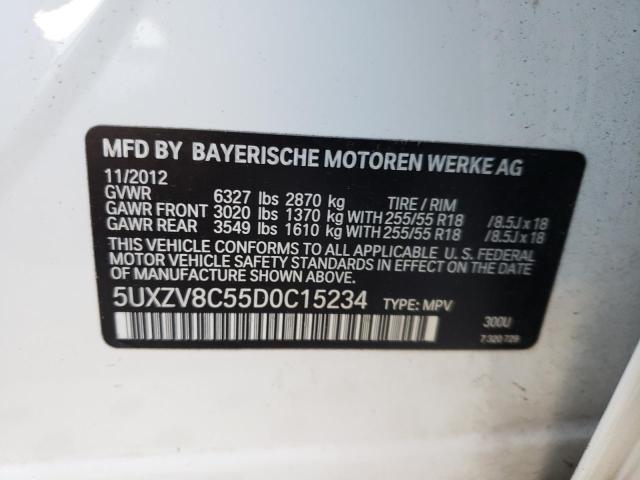 MFD BY BAYERISCHE MOTOREN WERKE AG
11/2012
GVWR 6327 lbs 2870 kg TIRE / RIM
GAWR FRONT 3020 lbs 1370 kg WITH 255/55 R18 /8.5J x 18
GAWR REAR 3549 lbs 1610 kg WITH 255/55 R18 /8.5J x 18
THIS VEHICLE CONFORMS TO ALL APPLICABLE U. S. FEDERAL
MOTOR VEHICLE SAFETY STANDARDS IN EFFECT ON THE DATE OF
MANUFACTURE SHOWN ABOVE.
5UXZV8C55D0C15234 TYPE: MPV
300U
7 320 729